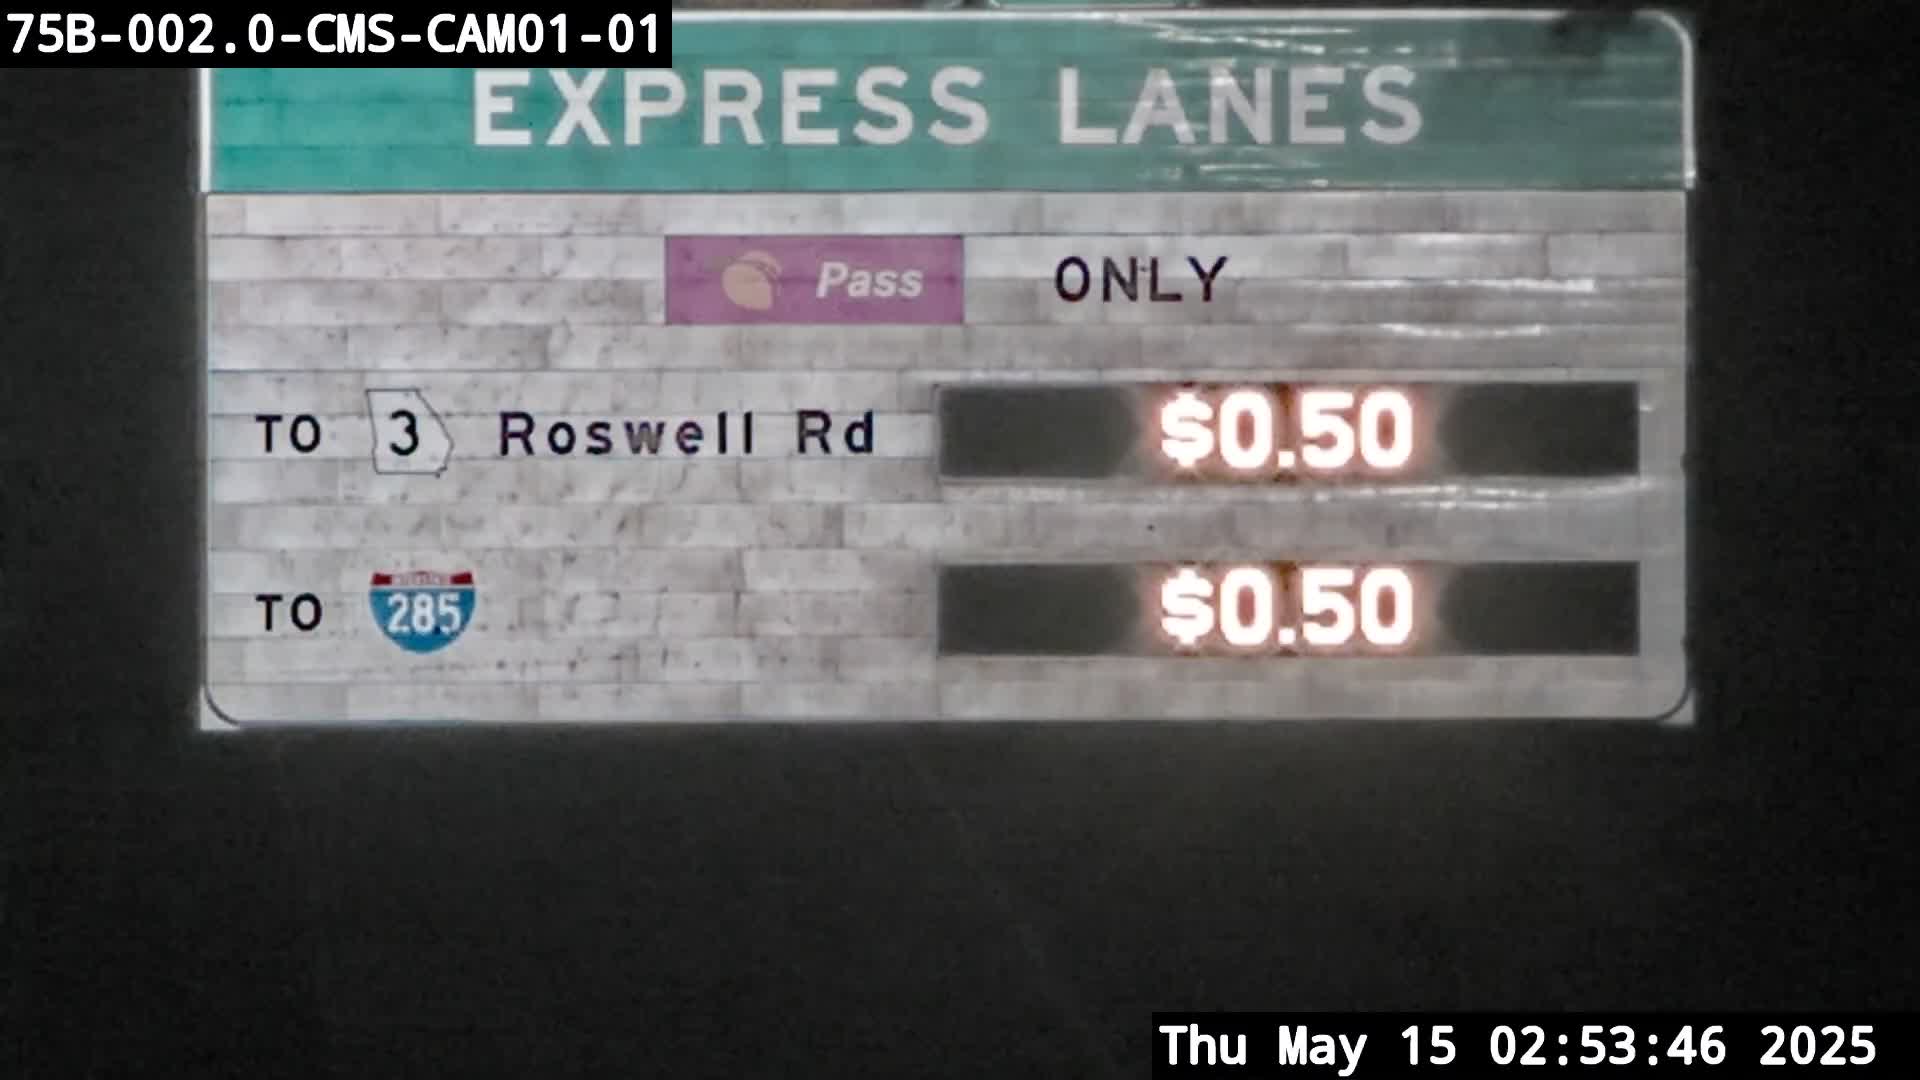 75B-002.0-CMS-CAM01-01
EXPRESS LANES
Pass ONLY
TO 3 Roswell Rd $0.50
TO 285 $0.50
Thu May 15 02:53:46 2025